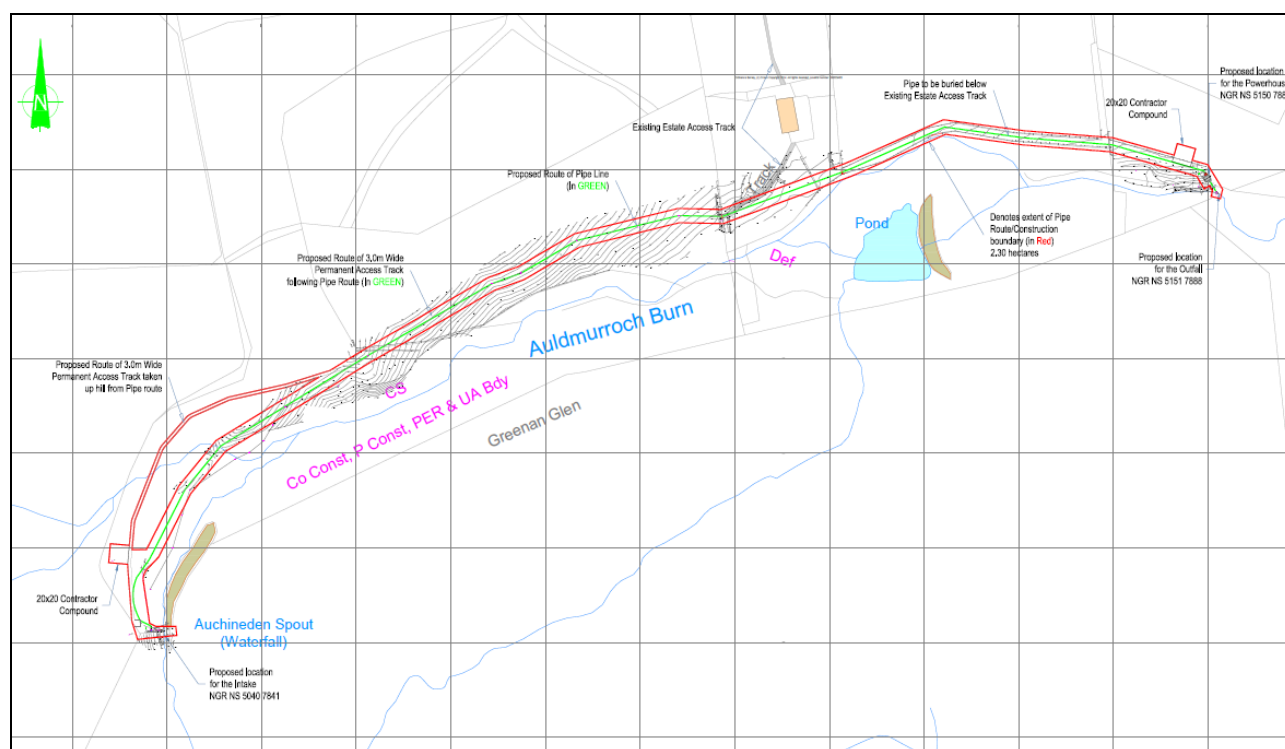 Proposed location
for the Powerhous
NGR NS 5150 788
20x20 Contractor
Compound
Pipe to be buried below
Existing Estate Access Track
Existing Estate Access Track
Track
Proposed Route of Pipe Line
(In GREEN)
Pond
Denotes extent of Pipe
Route/Construction
boundary (in Red)
2.30 hectares
Def
Proposed location
for the Outfall
NGR NS 5151 7888
Proposed Route of 3.0m Wide
Permanent Access Track
following Pipe Route (In GREEN)
Auldmurroch Burn
Proposed Route of 3.0m Wide
Permanent Access Track taken
up hill from Pipe route
CS
Co Const, P Const, PER & UA Bdy
Greenan Glen
20x20 Contractor
Compound
Auchineden Spout
(Waterfall)
Proposed location
for the Intake
NGR NS 5040 7841
N